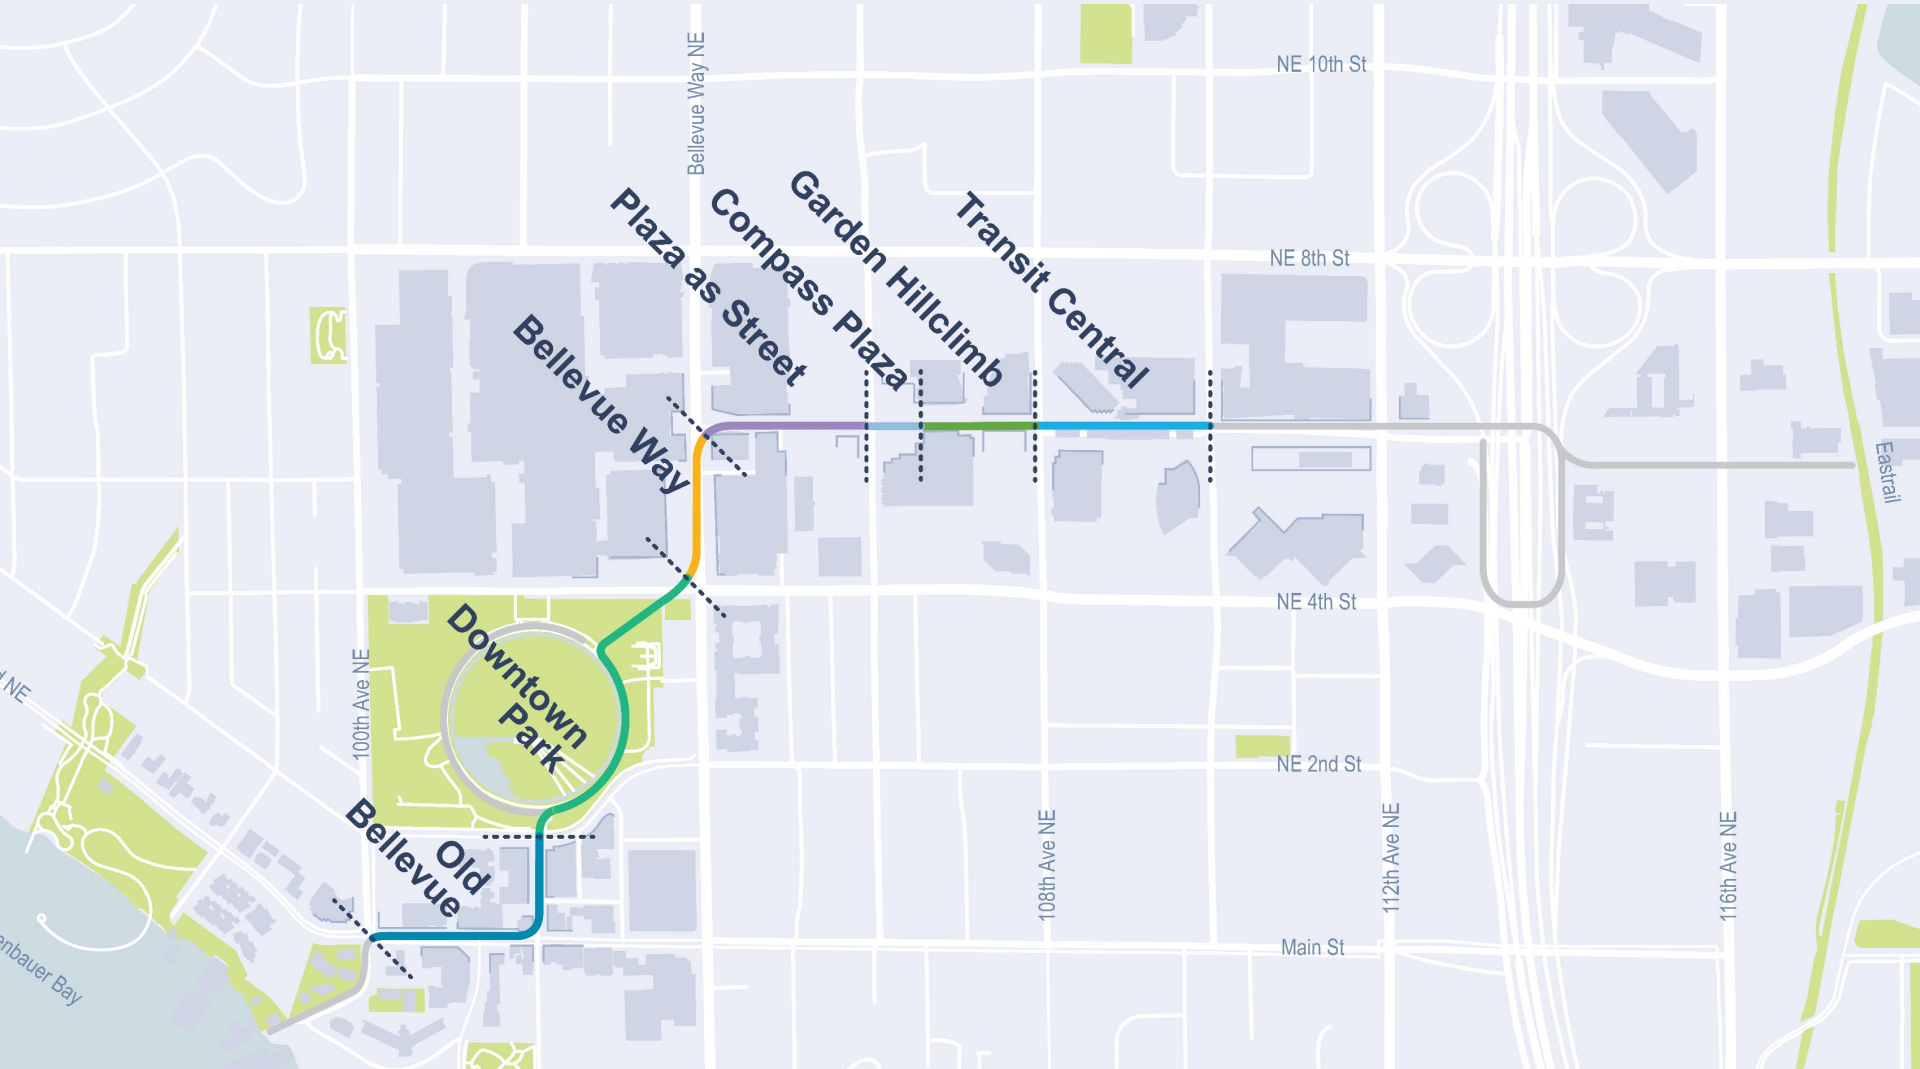 NE 10th St
Bellevue Way NE
Garden Hillclimb
Plaza as Street
Compass Plaza
Transit Central
NE 8th St
Bellevue Way
Eastrail
NE 4th St
Downtown
Park
100th Ave NE
NE
NE 2nd St
Old
Bellevue
108th Ave NE
112th Ave NE
116th Ave NE
Main St
enbauer Bay